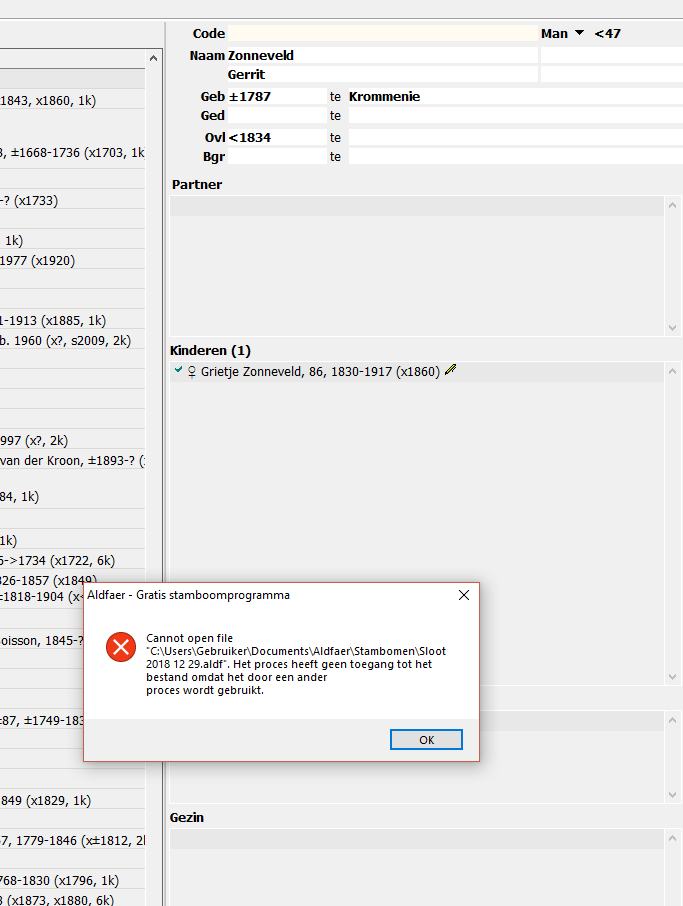 Code
Man
<47
Naam Zonneveld
Gerrit
Geb ±1787 te Krommenie
Ged te
Ovl <1834 te
Bgr te
Partner
Kinderen (1)
Grietje Zonneveld, 86, 1830-1917 (x1860)
Gezin
1843, x1860, 1k)
, ±1668-1736 (x1703, 1k
-? (x1733)
1k)
1977 (x1920)
1-1913 (x1885, 1k)
b. 1960 (x?, s2009, 2k)
997 (x?, 2k)
van der Kroon, ±1893-? (
84, 1k)
1k)
->1734 (x1722, 6k)
826-1857 (x1849)
±1818-1904 (x<
oisson, 1845-?
±87, ±1749-183
849 (x1829, 1k)
7, 1779-1846 (x±1812, 2
768-1830 (x1796, 1k)
(x1873, x1880, 6k)
Aldfaer - Gratis stamboomprogramma
Cannot open file
"C:\Users\Gebruiker\Documents\Aldfaer\Stambomen\Sloot
2018 12 29.aldf". Het proces heeft geen toegang tot het
bestand omdat het door een ander
proces wordt gebruikt.
OK